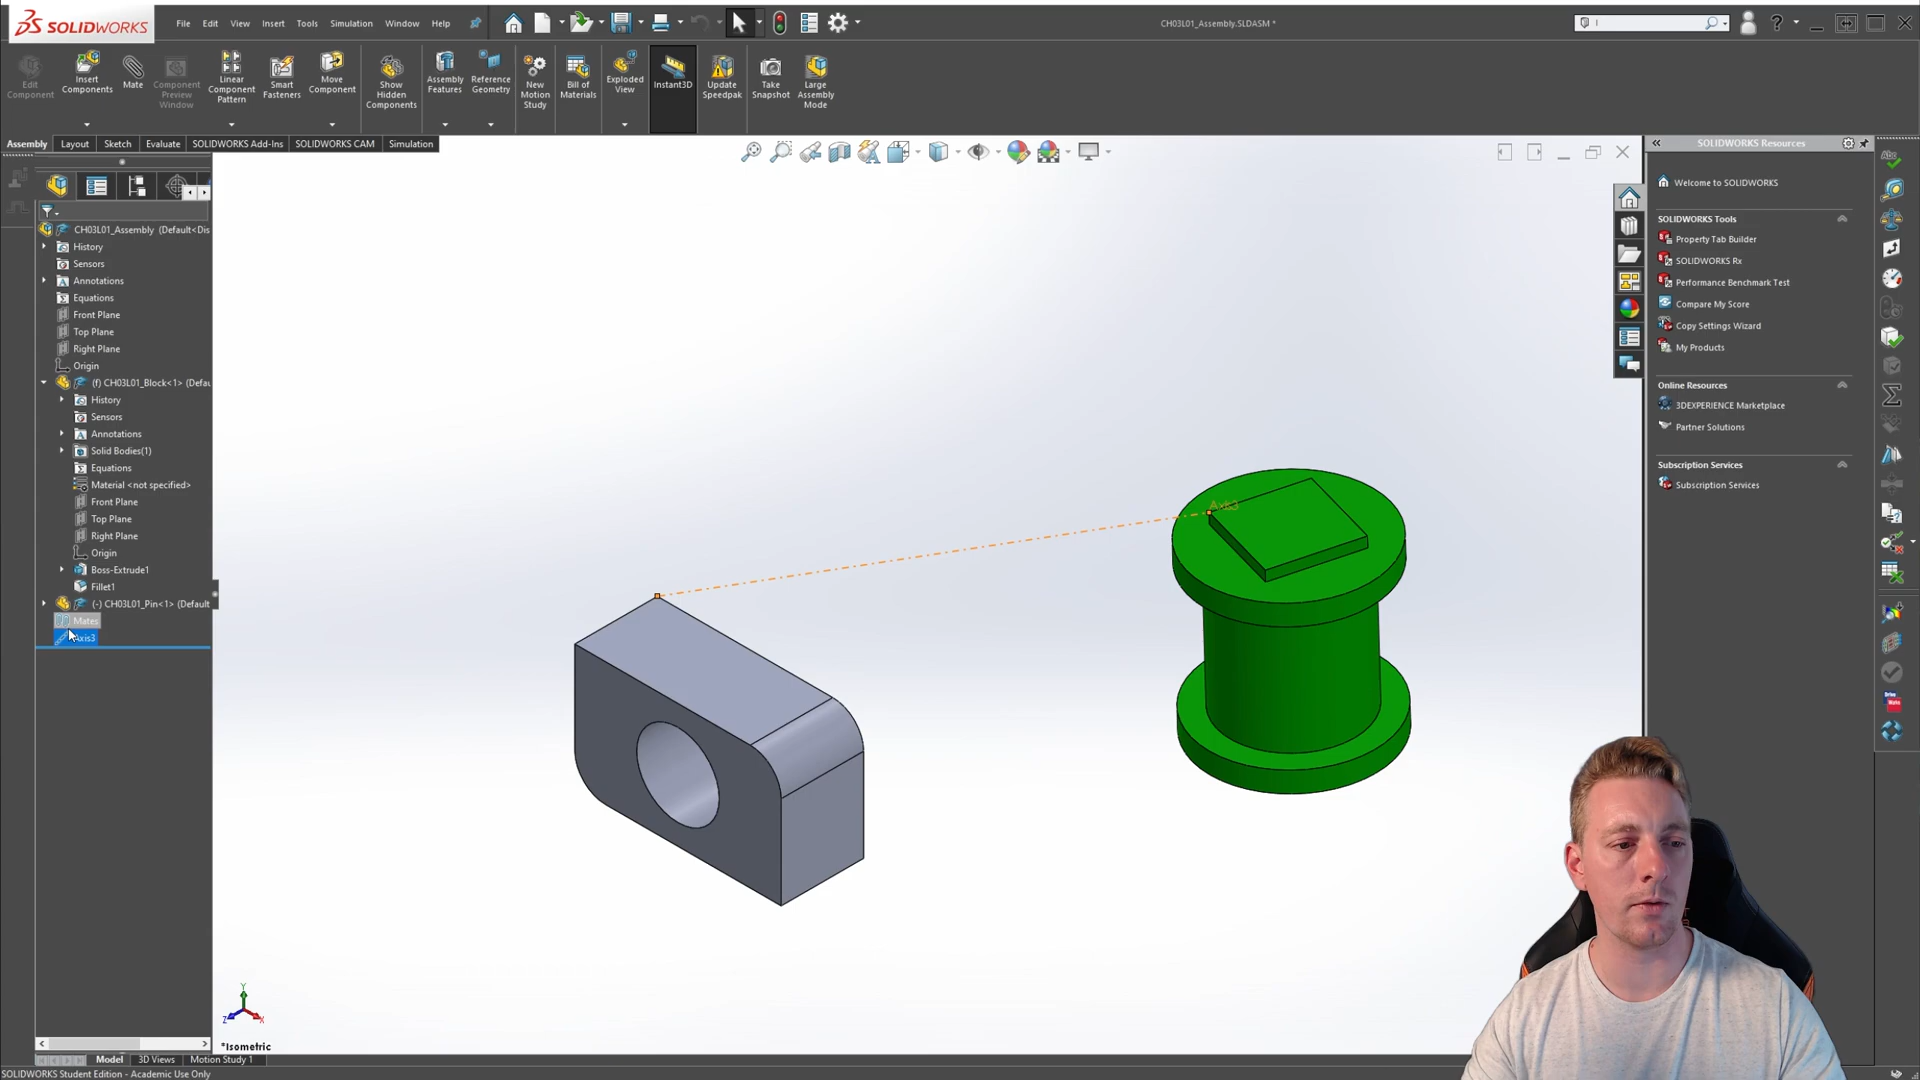 SOLIDWORKS
File Edit View Insert Tools Simulation Window Help
CH03L01_Assembly.SLDASM *
Edit Component
Insert Components
Mate
Component Preview Window
Linear Component Pattern
Smart Fasteners
Move Component
Show Hidden Components
Assembly Features
Reference Geometry
New Motion Study
Bill of Materials
Exploded View
Instant3D
Update Speedpak
Take Snapshot
Large Assembly Mode
Assembly Layout Sketch Evaluate SOLIDWORKS Add-Ins SOLIDWORKS CAM Simulation
CH03L01_Assembly (Default<Dis
History
Sensors
Annotations
Equations
Front Plane
Top Plane
Right Plane
Origin
(f) CH03L01_Block<1> (Defau
History
Sensors
Annotations
Solid Bodies(1)
Equations
Material <not specified>
Front Plane
Top Plane
Right Plane
Origin
Boss-Extrude1
Fillet1
(-) CH03L01_Pin<1> (Default
Mates
Axis3
Axis3
Y
Z
X
*Isometric
SOLIDWORKS Resources
Welcome to SOLIDWORKS
SOLIDWORKS Tools
Property Tab Builder
SOLIDWORKS Rx
Performance Benchmark Test
Compare My Score
Copy Settings Wizard
My Products
Online Resources
3DEXPERIENCE Marketplace
Partner Solutions
Subscription Services
Subscription Services
Model 3D Views Motion Study 1
SOLIDWORKS Student Edition - Academic Use Only